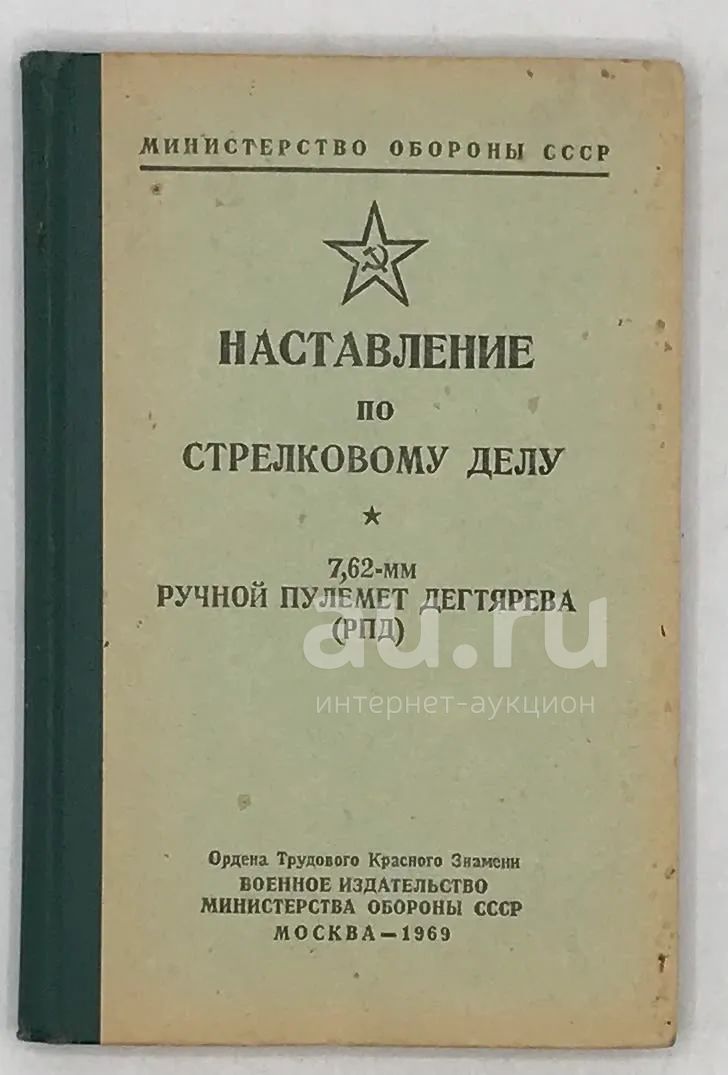 МИНИСТЕРСТВО ОБОРОНЫ СССР
НАСТАВЛЕНИЕ
ПО
СТРЕЛКОВОМУ ДЕЛУ
7,62-мм
РУЧНОЙ ПУЛЕМЕТ ДЕГТЯРЕВА
(РПД)
au.ru
интернет-аукцион
Ордена Трудового Красного Знамени
ВОЕННОЕ ИЗДАТЕЛЬСТВО
МИНИСТЕРСТВА ОБОРОНЫ СССР
МОСКВА—1969